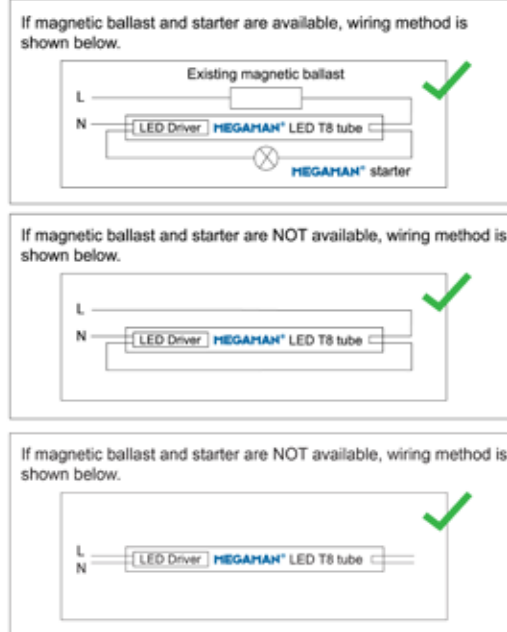 If magnetic ballast and starter are available, wiring method is
shown below.
Existing magnetic ballast
L
N
LED Driver MEGAMAN® LED T8 tube
MEGAMAN® starter
If magnetic ballast and starter are NOT available, wiring method is
shown below.
L
N
LED Driver MEGAMAN® LED T8 tube
If magnetic ballast and starter are NOT available, wiring method is
shown below.
L
N
LED Driver MEGAMAN® LED T8 tube